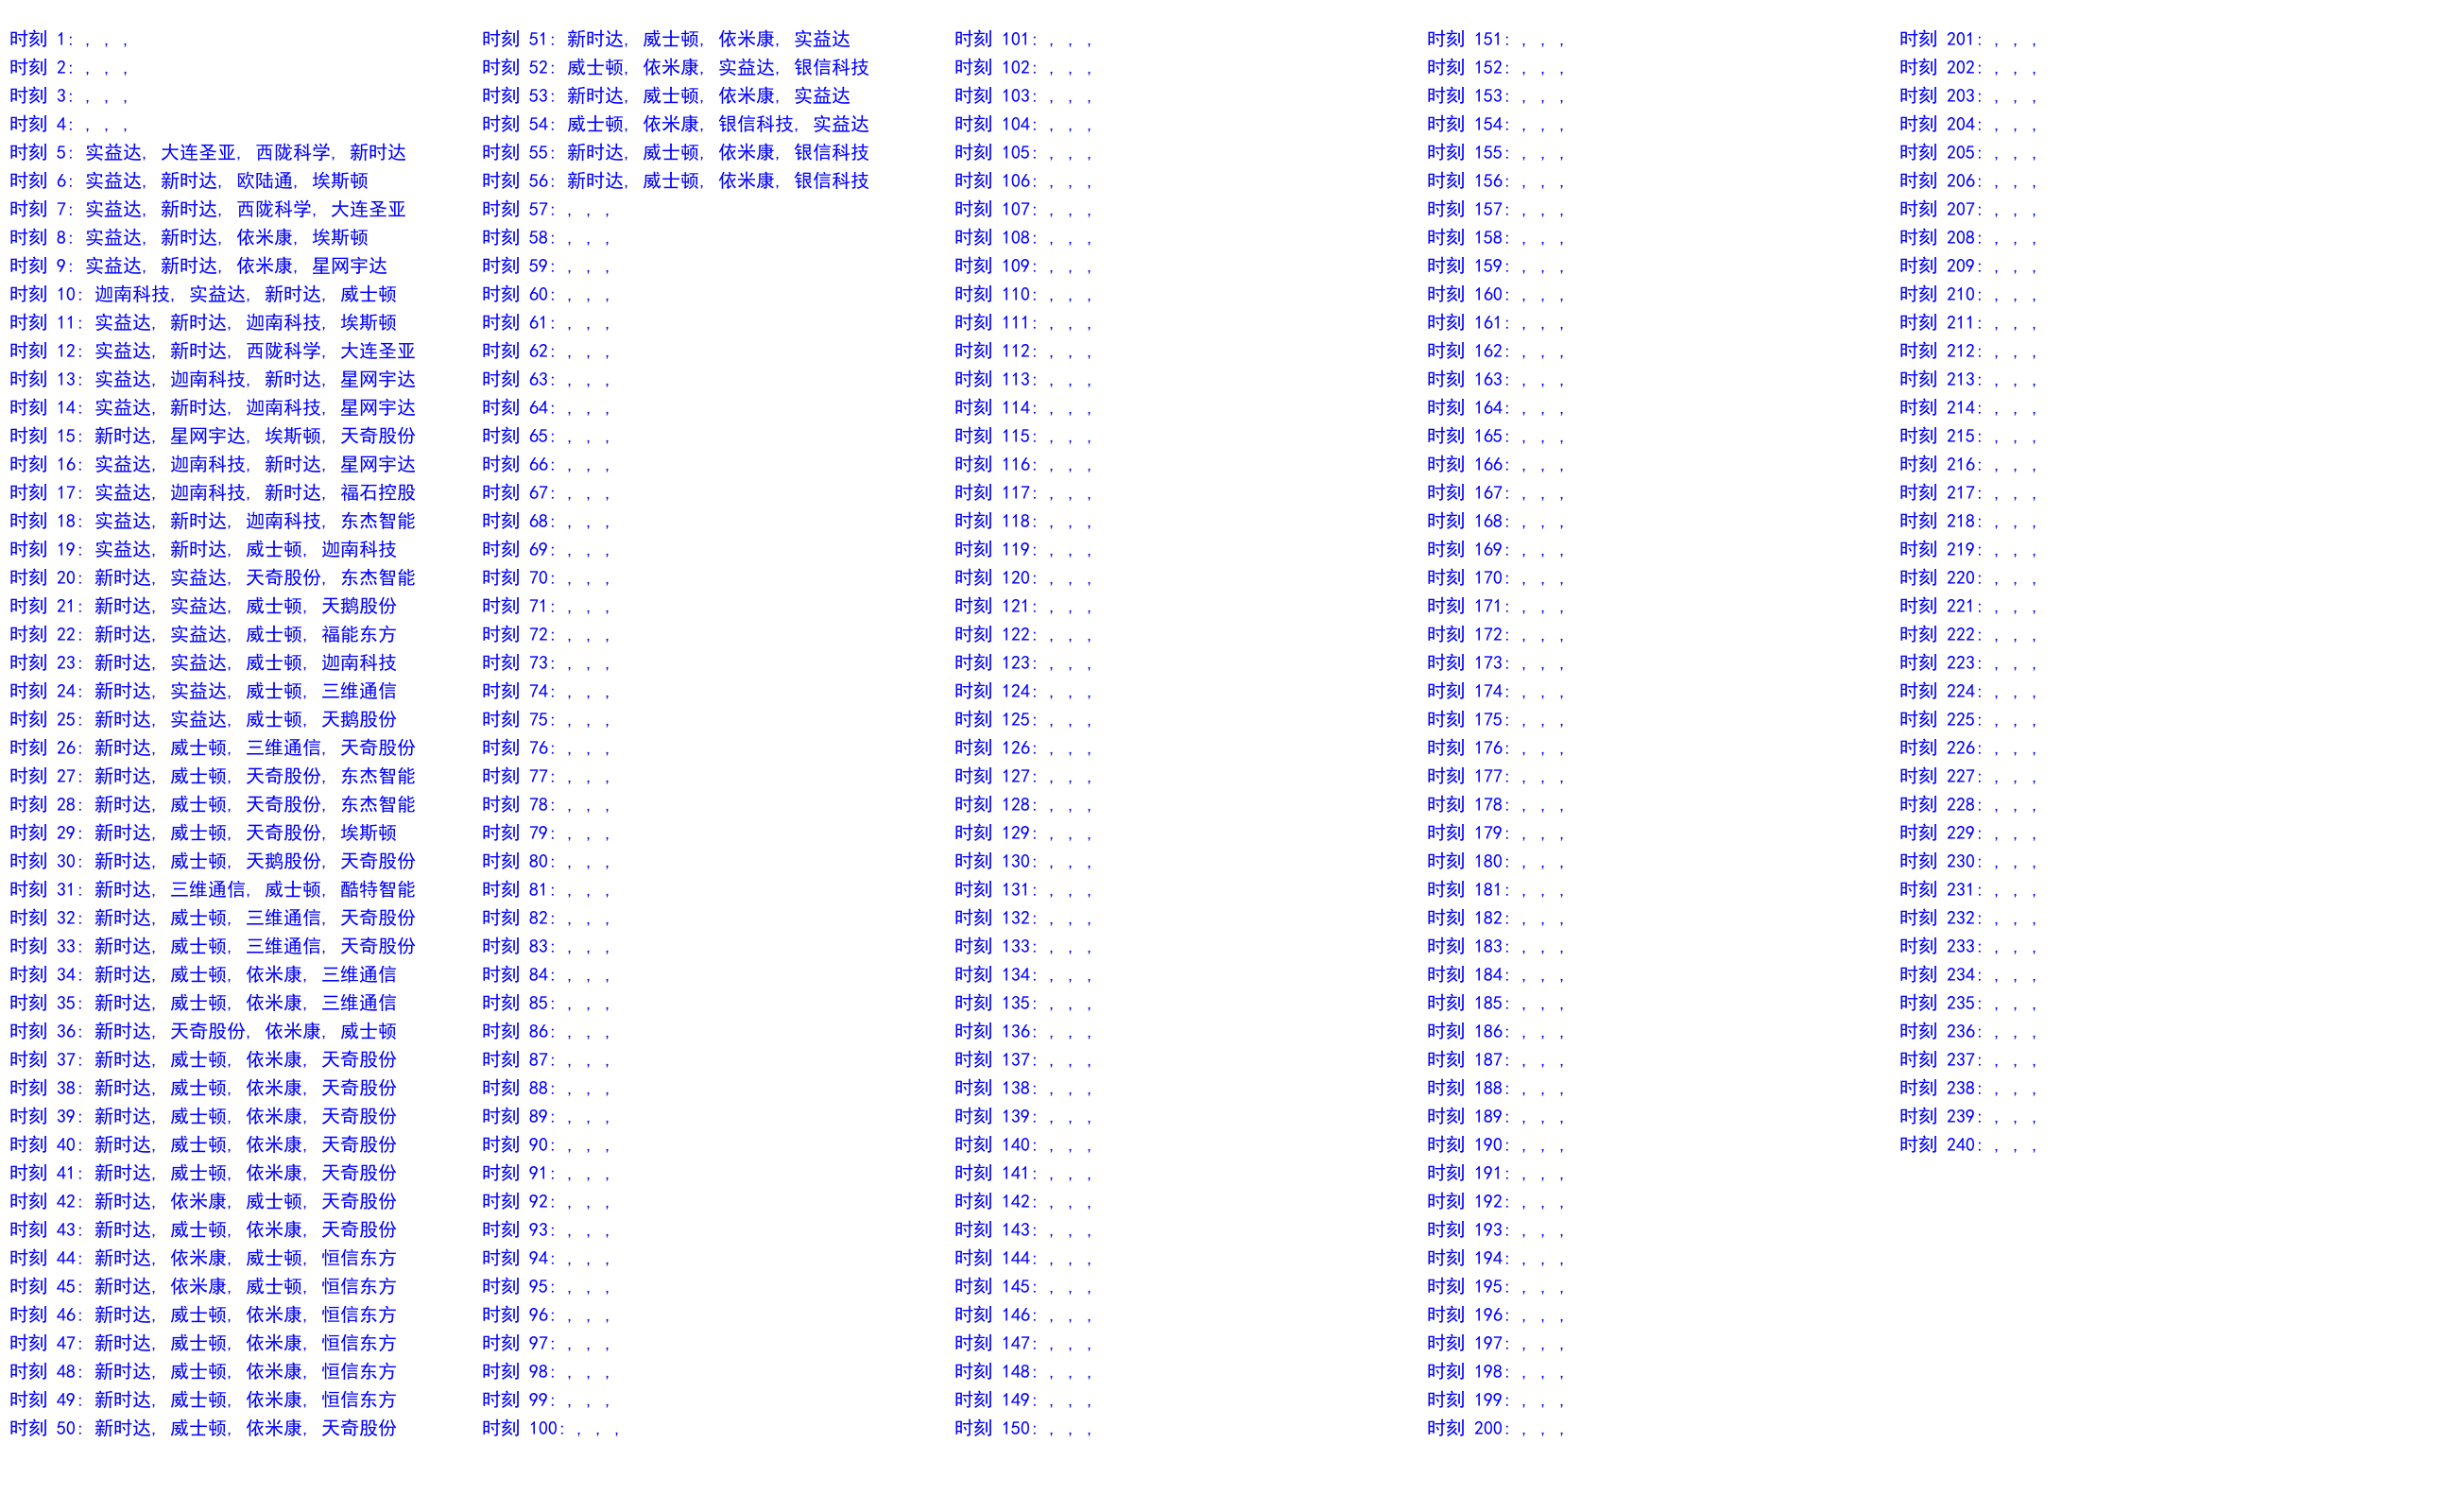 时刻 1: , , ,
时刻 2: , , ,
时刻 3: , , ,
时刻 4: , , ,
时刻 5: 实益达, 大连圣亚, 西陇科学, 新时达
时刻 6: 实益达, 新时达, 欧陆通, 埃斯顿
时刻 7: 实益达, 新时达, 西陇科学, 大连圣亚
时刻 8: 实益达, 新时达, 依米康, 埃斯顿
时刻 9: 实益达, 新时达, 依米康, 星网宇达
时刻 10: 迦南科技, 实益达, 新时达, 威士顿
时刻 11: 实益达, 新时达, 迦南科技, 埃斯顿
时刻 12: 实益达, 新时达, 西陇科学, 大连圣亚
时刻 13: 实益达, 迦南科技, 新时达, 星网宇达
时刻 14: 实益达, 新时达, 迦南科技, 星网宇达
时刻 15: 新时达, 星网宇达, 埃斯顿, 天奇股份
时刻 16: 实益达, 迦南科技, 新时达, 星网宇达
时刻 17: 实益达, 迦南科技, 新时达, 福石控股
时刻 18: 实益达, 新时达, 迦南科技, 东杰智能
时刻 19: 实益达, 新时达, 威士顿, 迦南科技
时刻 20: 新时达, 实益达, 天奇股份, 东杰智能
时刻 21: 新时达, 实益达, 威士顿, 天鹅股份
时刻 22: 新时达, 实益达, 威士顿, 福能东方
时刻 23: 新时达, 实益达, 威士顿, 迦南科技
时刻 24: 新时达, 实益达, 威士顿, 三维通信
时刻 25: 新时达, 实益达, 威士顿, 天鹅股份
时刻 26: 新时达, 威士顿, 三维通信, 天奇股份
时刻 27: 新时达, 威士顿, 天奇股份, 东杰智能
时刻 28: 新时达, 威士顿, 天奇股份, 东杰智能
时刻 29: 新时达, 威士顿, 天奇股份, 埃斯顿
时刻 30: 新时达, 威士顿, 天鹅股份, 天奇股份
时刻 31: 新时达, 三维通信, 威士顿, 酷特智能
时刻 32: 新时达, 威士顿, 三维通信, 天奇股份
时刻 33: 新时达, 威士顿, 三维通信, 天奇股份
时刻 34: 新时达, 威士顿, 依米康, 三维通信
时刻 35: 新时达, 威士顿, 依米康, 三维通信
时刻 36: 新时达, 天奇股份, 依米康, 威士顿
时刻 37: 新时达, 威士顿, 依米康, 天奇股份
时刻 38: 新时达, 威士顿, 依米康, 天奇股份
时刻 39: 新时达, 威士顿, 依米康, 天奇股份
时刻 40: 新时达, 威士顿, 依米康, 天奇股份
时刻 41: 新时达, 威士顿, 依米康, 天奇股份
时刻 42: 新时达, 依米康, 威士顿, 天奇股份
时刻 43: 新时达, 威士顿, 依米康, 天奇股份
时刻 44: 新时达, 依米康, 威士顿, 恒信东方
时刻 45: 新时达, 依米康, 威士顿, 恒信东方
时刻 46: 新时达, 威士顿, 依米康, 恒信东方
时刻 47: 新时达, 威士顿, 依米康, 恒信东方
时刻 48: 新时达, 威士顿, 依米康, 恒信东方
时刻 49: 新时达, 威士顿, 依米康, 恒信东方
时刻 50: 新时达, 威士顿, 依米康, 天奇股份
时刻 51: 新时达, 威士顿, 依米康, 实益达
时刻 52: 威士顿, 依米康, 实益达, 银信科技
时刻 53: 新时达, 威士顿, 依米康, 实益达
时刻 54: 威士顿, 依米康, 银信科技, 实益达
时刻 55: 新时达, 威士顿, 依米康, 银信科技
时刻 56: 新时达, 威士顿, 依米康, 银信科技
时刻 57: , , ,
时刻 58: , , ,
时刻 59: , , ,
时刻 60: , , ,
时刻 61: , , ,
时刻 62: , , ,
时刻 63: , , ,
时刻 64: , , ,
时刻 65: , , ,
时刻 66: , , ,
时刻 67: , , ,
时刻 68: , , ,
时刻 69: , , ,
时刻 70: , , ,
时刻 71: , , ,
时刻 72: , , ,
时刻 73: , , ,
时刻 74: , , ,
时刻 75: , , ,
时刻 76: , , ,
时刻 77: , , ,
时刻 78: , , ,
时刻 79: , , ,
时刻 80: , , ,
时刻 81: , , ,
时刻 82: , , ,
时刻 83: , , ,
时刻 84: , , ,
时刻 85: , , ,
时刻 86: , , ,
时刻 87: , , ,
时刻 88: , , ,
时刻 89: , , ,
时刻 90: , , ,
时刻 91: , , ,
时刻 92: , , ,
时刻 93: , , ,
时刻 94: , , ,
时刻 95: , , ,
时刻 96: , , ,
时刻 97: , , ,
时刻 98: , , ,
时刻 99: , , ,
时刻 100: , , ,
时刻 101: , , ,
时刻 102: , , ,
时刻 103: , , ,
时刻 104: , , ,
时刻 105: , , ,
时刻 106: , , ,
时刻 107: , , ,
时刻 108: , , ,
时刻 109: , , ,
时刻 110: , , ,
时刻 111: , , ,
时刻 112: , , ,
时刻 113: , , ,
时刻 114: , , ,
时刻 115: , , ,
时刻 116: , , ,
时刻 117: , , ,
时刻 118: , , ,
时刻 119: , , ,
时刻 120: , , ,
时刻 121: , , ,
时刻 122: , , ,
时刻 123: , , ,
时刻 124: , , ,
时刻 125: , , ,
时刻 126: , , ,
时刻 127: , , ,
时刻 128: , , ,
时刻 129: , , ,
时刻 130: , , ,
时刻 131: , , ,
时刻 132: , , ,
时刻 133: , , ,
时刻 134: , , ,
时刻 135: , , ,
时刻 136: , , ,
时刻 137: , , ,
时刻 138: , , ,
时刻 139: , , ,
时刻 140: , , ,
时刻 141: , , ,
时刻 142: , , ,
时刻 143: , , ,
时刻 144: , , ,
时刻 145: , , ,
时刻 146: , , ,
时刻 147: , , ,
时刻 148: , , ,
时刻 149: , , ,
时刻 150: , , ,
时刻 151: , , ,
时刻 152: , , ,
时刻 153: , , ,
时刻 154: , , ,
时刻 155: , , ,
时刻 156: , , ,
时刻 157: , , ,
时刻 158: , , ,
时刻 159: , , ,
时刻 160: , , ,
时刻 161: , , ,
时刻 162: , , ,
时刻 163: , , ,
时刻 164: , , ,
时刻 165: , , ,
时刻 166: , , ,
时刻 167: , , ,
时刻 168: , , ,
时刻 169: , , ,
时刻 170: , , ,
时刻 171: , , ,
时刻 172: , , ,
时刻 173: , , ,
时刻 174: , , ,
时刻 175: , , ,
时刻 176: , , ,
时刻 177: , , ,
时刻 178: , , ,
时刻 179: , , ,
时刻 180: , , ,
时刻 181: , , ,
时刻 182: , , ,
时刻 183: , , ,
时刻 184: , , ,
时刻 185: , , ,
时刻 186: , , ,
时刻 187: , , ,
时刻 188: , , ,
时刻 189: , , ,
时刻 190: , , ,
时刻 191: , , ,
时刻 192: , , ,
时刻 193: , , ,
时刻 194: , , ,
时刻 195: , , ,
时刻 196: , , ,
时刻 197: , , ,
时刻 198: , , ,
时刻 199: , , ,
时刻 200: , , ,
时刻 201: , , ,
时刻 202: , , ,
时刻 203: , , ,
时刻 204: , , ,
时刻 205: , , ,
时刻 206: , , ,
时刻 207: , , ,
时刻 208: , , ,
时刻 209: , , ,
时刻 210: , , ,
时刻 211: , , ,
时刻 212: , , ,
时刻 213: , , ,
时刻 214: , , ,
时刻 215: , , ,
时刻 216: , , ,
时刻 217: , , ,
时刻 218: , , ,
时刻 219: , , ,
时刻 220: , , ,
时刻 221: , , ,
时刻 222: , , ,
时刻 223: , , ,
时刻 224: , , ,
时刻 225: , , ,
时刻 226: , , ,
时刻 227: , , ,
时刻 228: , , ,
时刻 229: , , ,
时刻 230: , , ,
时刻 231: , , ,
时刻 232: , , ,
时刻 233: , , ,
时刻 234: , , ,
时刻 235: , , ,
时刻 236: , , ,
时刻 237: , , ,
时刻 238: , , ,
时刻 239: , , ,
时刻 240: , , ,